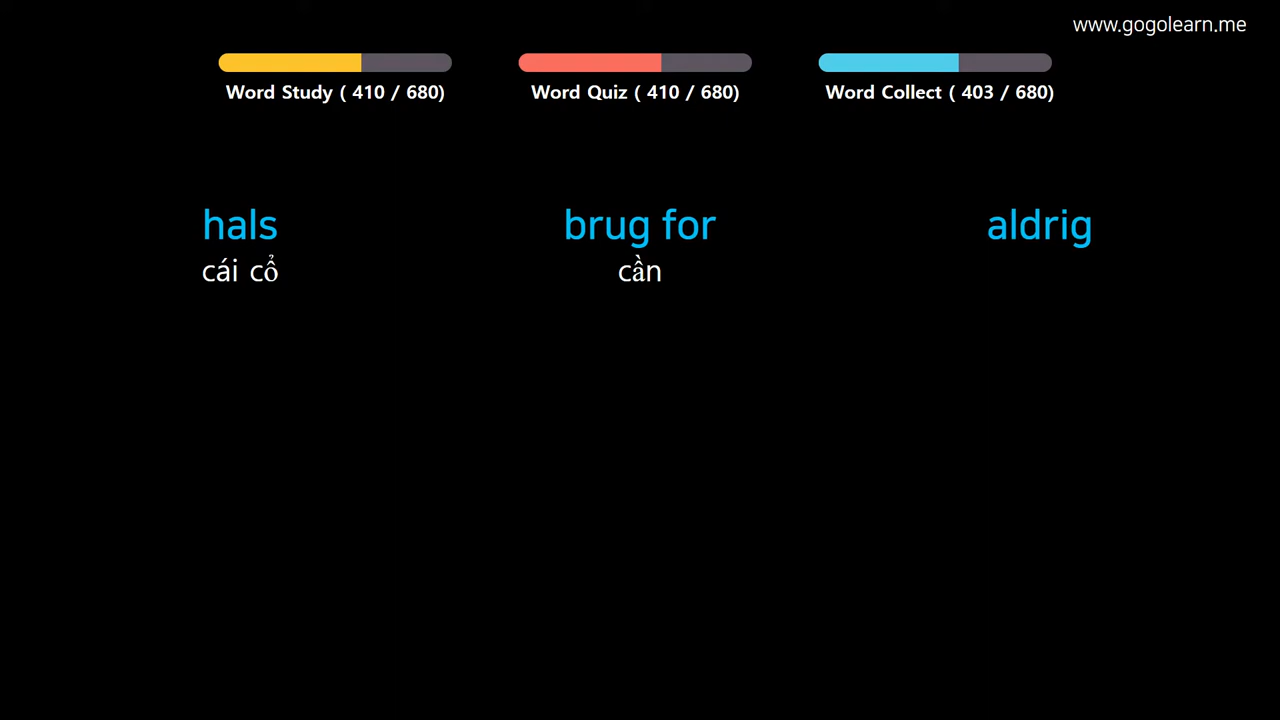 www.gogolearn.me
Word Study ( 410 / 680)
Word Quiz ( 410 / 680)
Word Collect ( 403 / 680)
hals
brug for
aldrig
cái cổ
cần